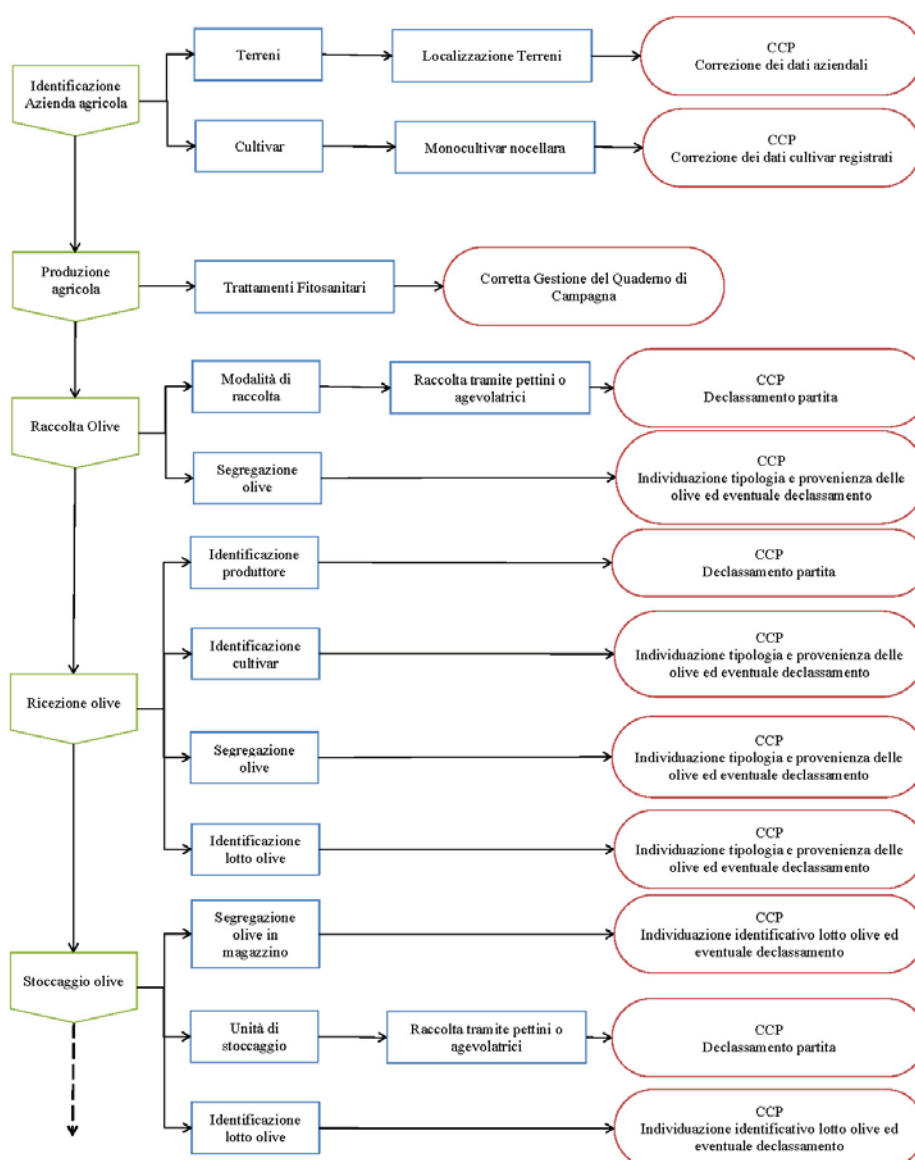 Terreni
Localizzazione Terreni
CCP
Correzione dei dati aziendali
Identificazione
Azienda agricola
Cultivar
Monocultivar nocellara
CCP
Correzione dei dati cultivar registrati
Produzione
agricola
Trattamenti Fitosanitari
Corretta Gestione del Quaderno di
Campagna
Modalità di
raccolta
Raccolta tramite pettini o
agevolatrici
CCP
Declassamento partita
Raccolta Olive
Segregazione
olive
CCP
Individuazione tipologia e provenienza delle
olive ed eventuale declassamento
Identificazione
produttore
CCP
Declassamento partita
Identificazione
cultivar
CCP
Individuazione tipologia e provenienza delle
olive ed eventuale declassamento
Ricezione olive
Segregazione
olive
CCP
Individuazione tipologia e provenienza delle
olive ed eventuale declassamento
Identificazione
lotto olive
CCP
Individuazione tipologia e provenienza delle
olive ed eventuale declassamento
Segregazione
olive in
magazzino
CCP
Individuazione identificativo lotto olive ed
eventuale declassamento
Stoccaggio olive
Unità di
stoccaggio
Raccolta tramite pettini o
agevolatrici
CCP
Declassamento partita
Identificazione
lotto olive
CCP
Individuazione identificativo lotto olive ed
eventuale declassamento